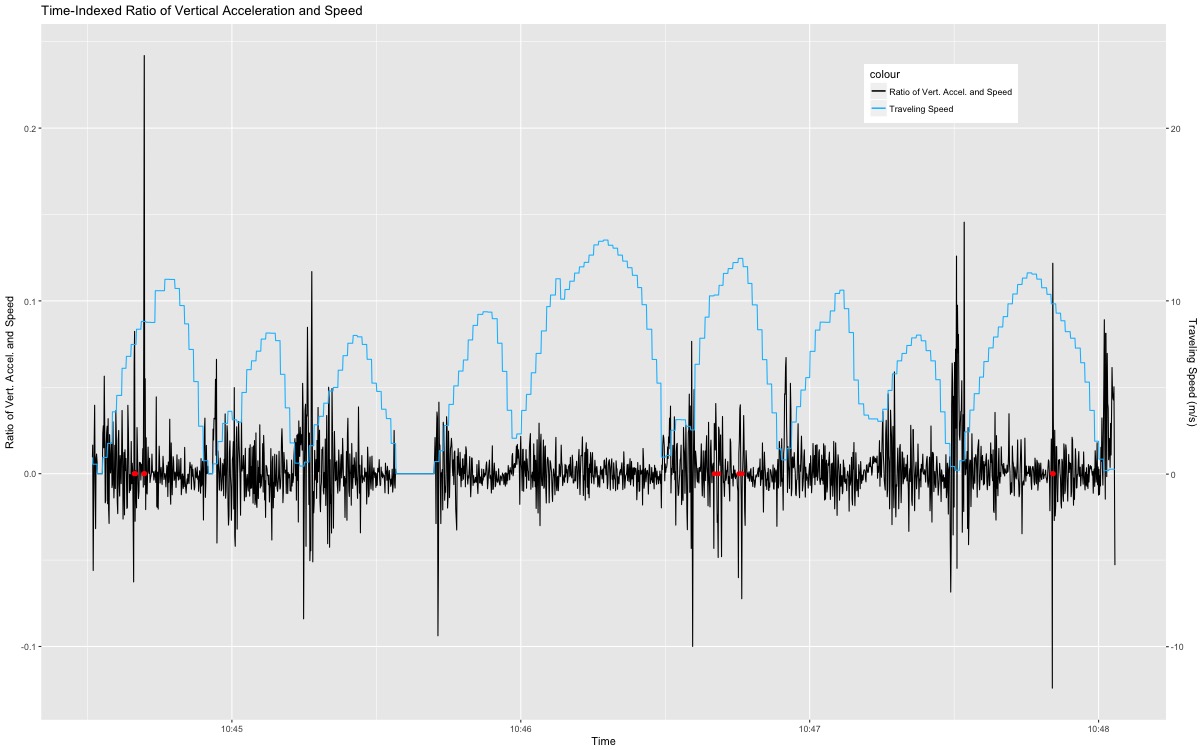 Time-Indexed Ratio of Vertical Acceleration and Speed
colour
Ratio of Vert. Accel. and Speed
Traveling Speed
Ratio of Vert. Accel. and Speed
0.2
0.1
0.0
-0.1
20
10
0
-10
Traveling Speed (m/s)
10:45
10:46
10:47
10:48
Time